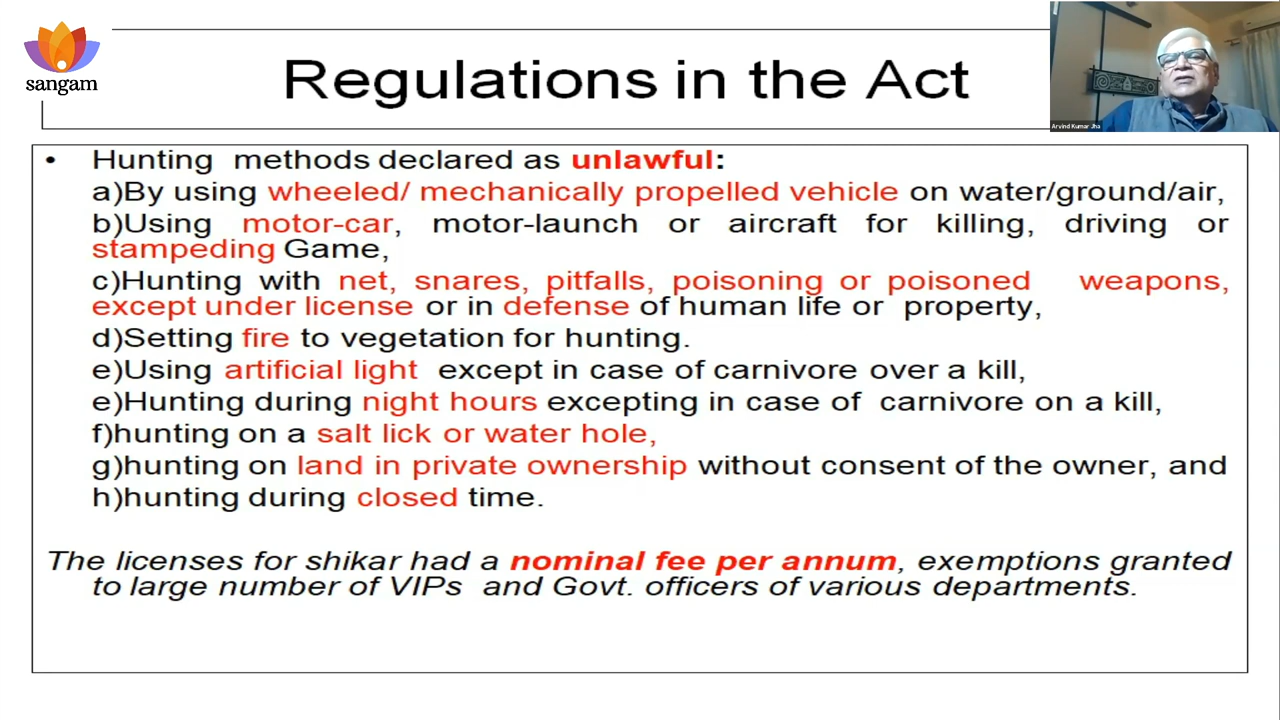 sangam
Regulations in the Act
Arvind Kumar Jha
• Hunting methods declared as unlawful:
a)By using wheeled/ mechanically propelled vehicle on water/ground/air,
b)Using motor-car, motor-launch or aircraft for killing, driving or
stampeding Game,
c)Hunting with net, snares, pitfalls, poisoning or poisoned weapons,
except under license or in defense of human life or property,
d)Setting fire to vegetation for hunting.
e)Using artificial light except in case of carnivore over a kill,
e)Hunting during night hours excepting in case of carnivore on a kill,
f)hunting on a salt lick or water hole,
g)hunting on land in private ownership without consent of the owner, and
h)hunting during closed time.
The licenses for shikar had a nominal fee per annum, exemptions granted
to large number of VIPs and Govt. officers of various departments.